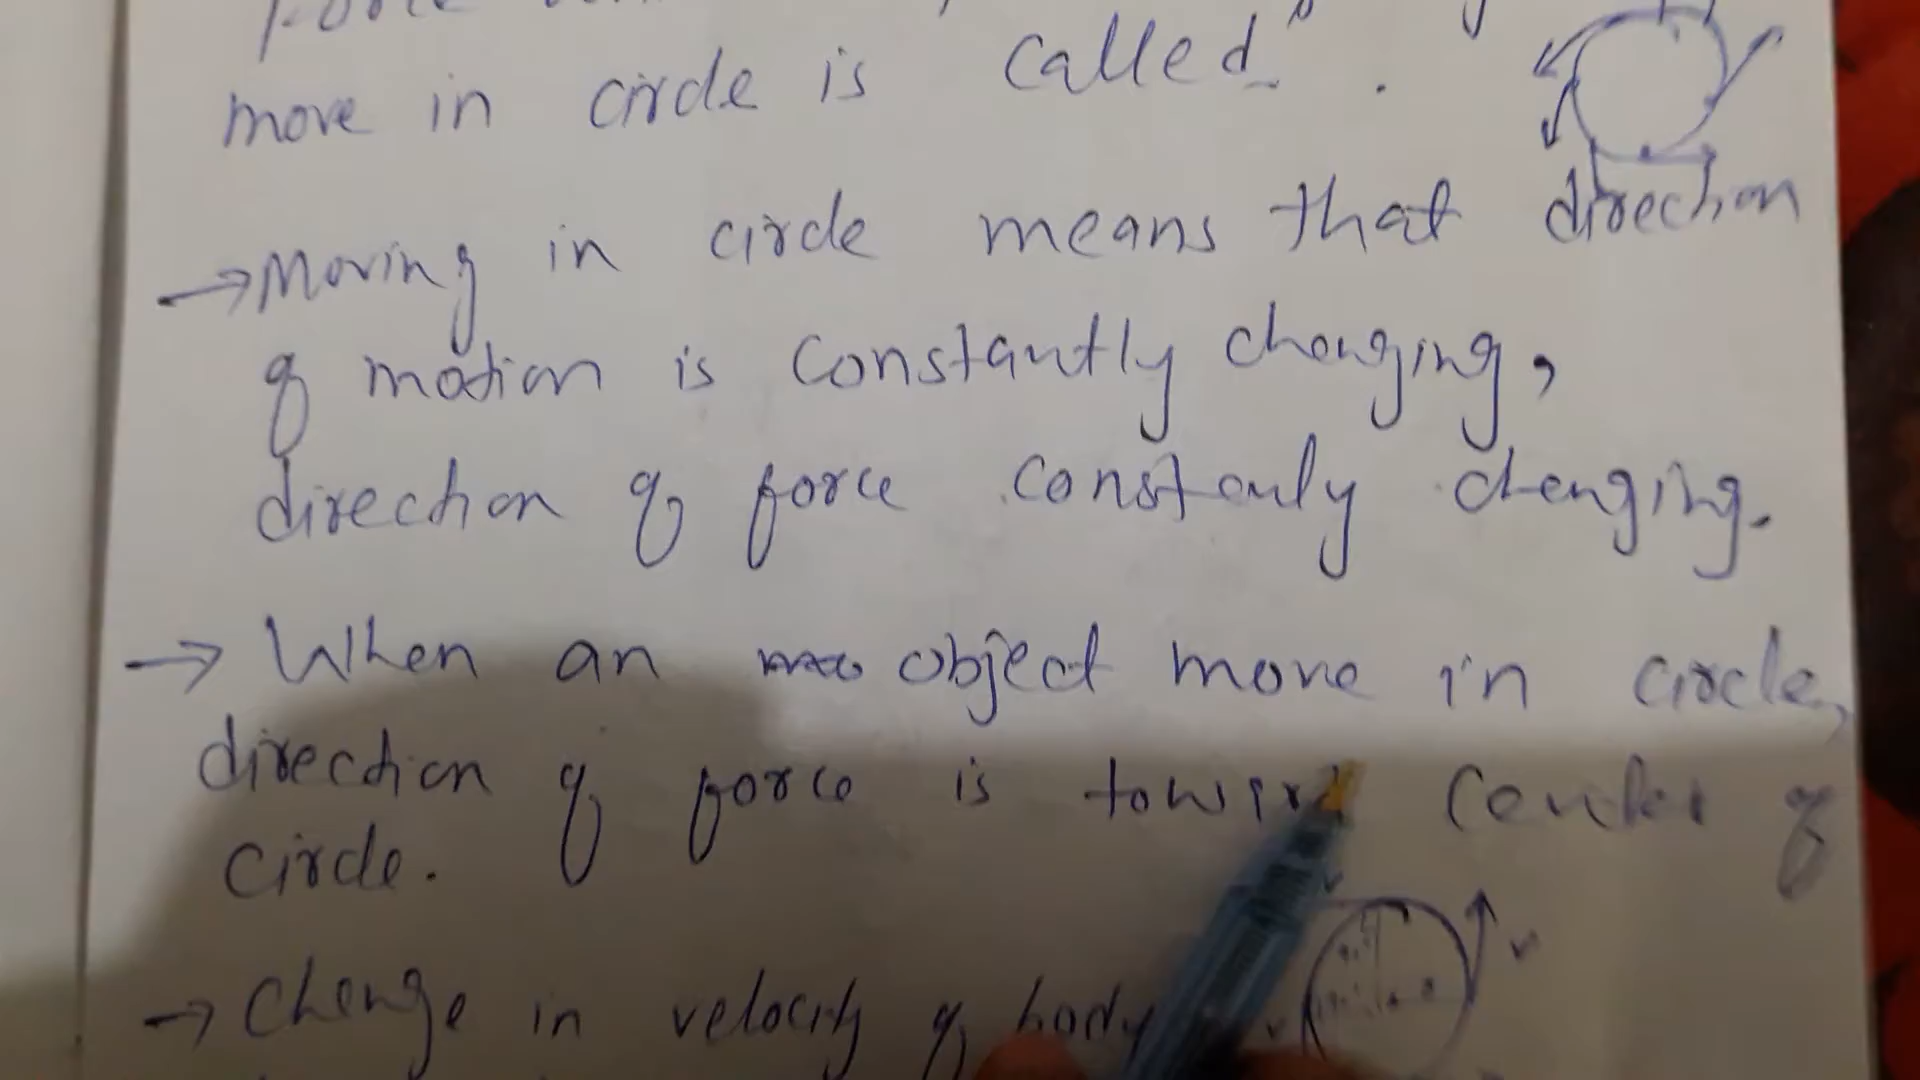 move in circle is "called" .
→ Moving in circle means that direction
of motion is constantly changing,
direction of force constanly changing.
→ When an object move in circle,
direction of force is toward center of
circle.
→ Change in velocity of body
v